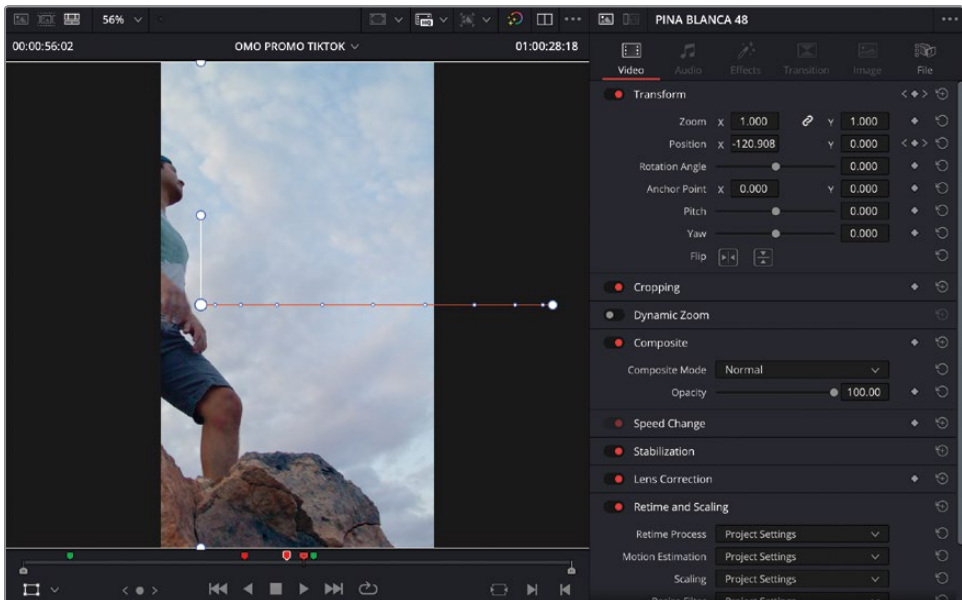 56%
HQ
PINA BLANCA 48
00:00:56:02
OMO PROMO TIKTOK
01:00:28:18
Video
Audio
Effects
Transition
Image
File
Transform
Zoom X 1.000 Y 1.000
Position X -120.908 Y 0.000
Rotation Angle 0.000
Anchor Point X 0.000 Y 0.000
Pitch 0.000
Yaw 0.000
Flip
Cropping
Dynamic Zoom
Composite
Composite Mode Normal
Opacity 100.00
Speed Change
Stabilization
Lens Correction
Retime and Scaling
Retime Process Project Settings
Motion Estimation Project Settings
Scaling Project Settings